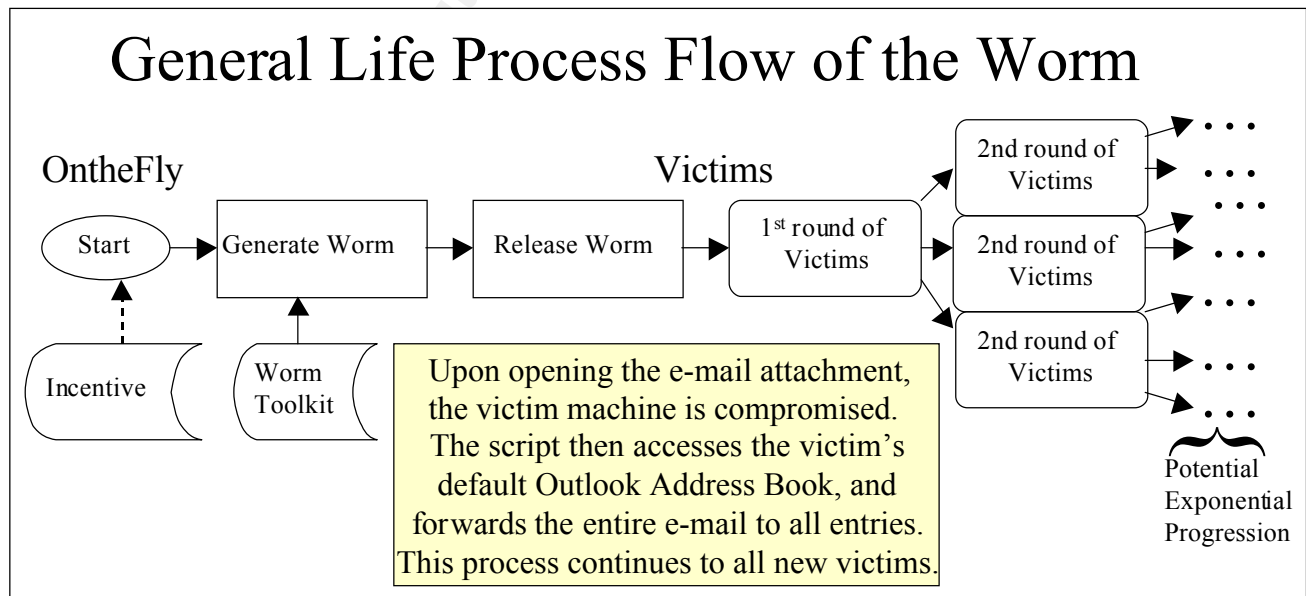 General Life Process Flow of the Worm
OntheFly
Victims
Start
Generate Worm
Release Worm
1st round of
Victims
2nd round of
Victims
2nd round of
Victims
2nd round of
Victims
• • •
• • •
• • •
• • •
• • •
• • •
• • •
Incentive
Worm
Toolkit
Upon opening the e-mail attachment,
the victim machine is compromised.
The script then accesses the victim’s
default Outlook Address Book, and
forwards the entire e-mail to all entries.
This process continues to all new victims.
Potential
Exponential
Progression